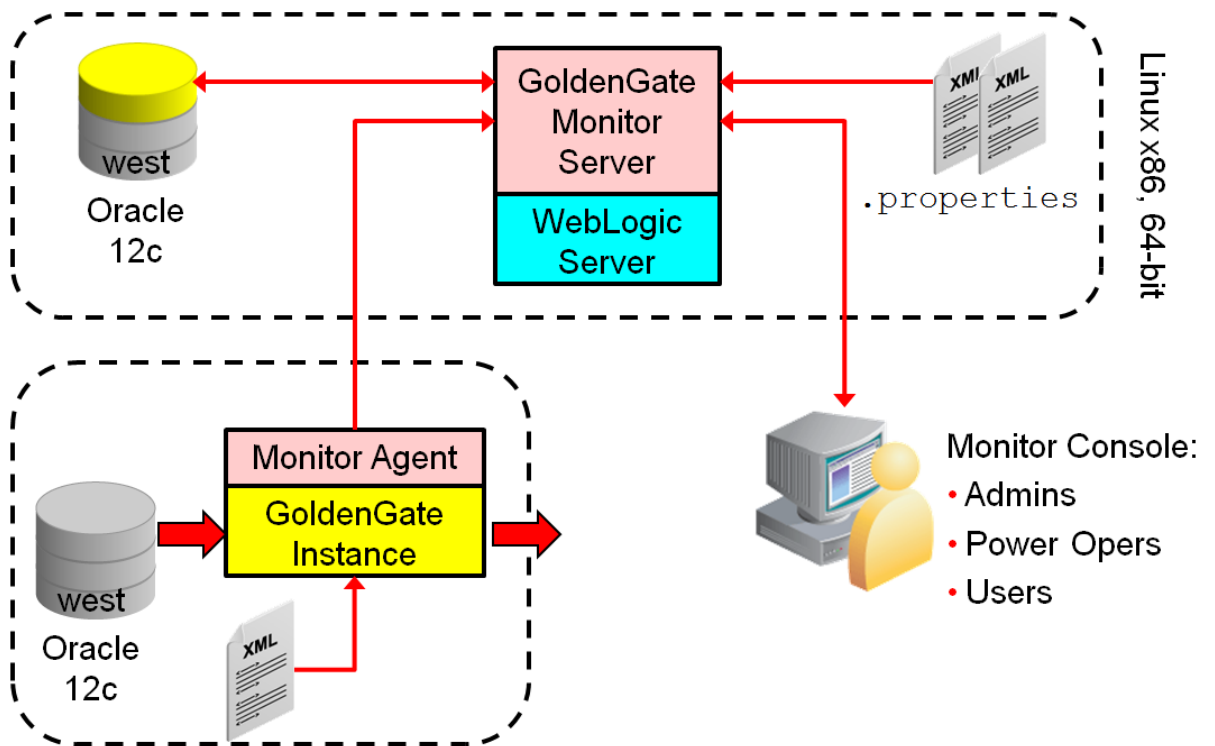 west
Oracle
12c
GoldenGate
Monitor
Server
WebLogic
Server
XML
XML
.properties
Linux x86, 64-bit
Monitor Agent
GoldenGate
Instance
west
Oracle
12c
XML
Monitor Console:
• Admins
• Power Opers
• Users